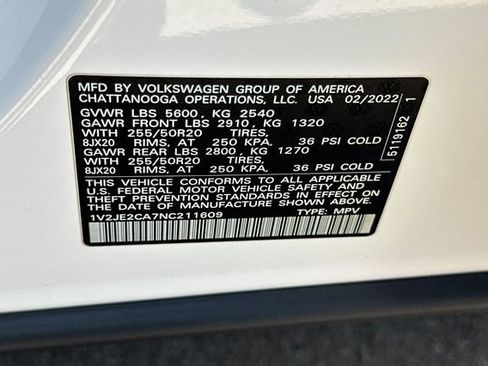 MFD BY VOLKSWAGEN GROUP OF AMERICA
CHATTANOOGA OPERATIONS, LLC. USA 02/2022
GVWR LBS 5600, KG 2540
GAWR FRONT LBS 2910, KG 1320
WITH 255/50R20 TIRES,
8JX20 RIMS, AT 250 KPA, 36 PSI COLD
GAWR REAR LBS 2800, KG 1270
WITH 255/50R20 TIRES,
8JX20 RIMS, AT 250 KPA, 36 PSI COLD
THIS VEHICLE CONFORMS TO ALL APPLICABLE
U.S. FEDERAL MOTOR VEHICLE SAFETY AND
THEFT PREVENTION STANDARDS IN EFFECT ON
THE DATE OF MANUFACTURE SHOWN ABOVE
1V2JE2CA7NC211609 TYPE: MPV
5119162 1